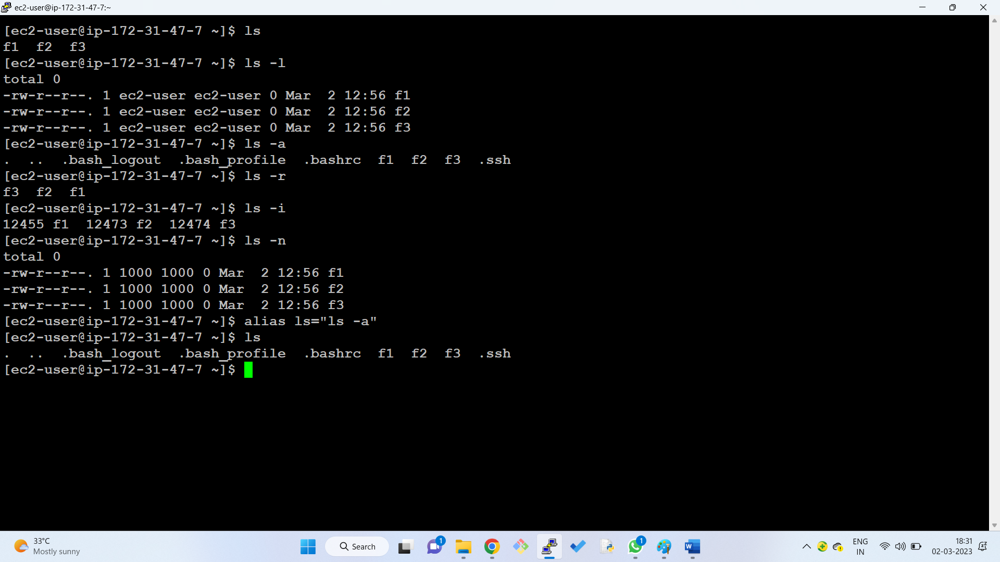 ec2-user@ip-172-31-47-7:~
[ec2-user@ip-172-31-47-7 ~]$ ls
f1  f2  f3
[ec2-user@ip-172-31-47-7 ~]$ ls -l
total 0
-rw-r--r--. 1 ec2-user ec2-user 0 Mar  2 12:56 f1
-rw-r--r--. 1 ec2-user ec2-user 0 Mar  2 12:56 f2
-rw-r--r--. 1 ec2-user ec2-user 0 Mar  2 12:56 f3
[ec2-user@ip-172-31-47-7 ~]$ ls -a
.  ..  .bash_logout  .bash_profile  .bashrc  f1  f2  f3  .ssh
[ec2-user@ip-172-31-47-7 ~]$ ls -r
f3  f2  f1
[ec2-user@ip-172-31-47-7 ~]$ ls -i
12455 f1  12473 f2  12474 f3
[ec2-user@ip-172-31-47-7 ~]$ ls -n
total 0
-rw-r--r--. 1 1000 1000 0 Mar  2 12:56 f1
-rw-r--r--. 1 1000 1000 0 Mar  2 12:56 f2
-rw-r--r--. 1 1000 1000 0 Mar  2 12:56 f3
[ec2-user@ip-172-31-47-7 ~]$ alias ls="ls -a"
[ec2-user@ip-172-31-47-7 ~]$ ls
.  ..  .bash_logout  .bash_profile  .bashrc  f1  f2  f3  .ssh
[ec2-user@ip-172-31-47-7 ~]$
33°C
Mostly sunny
Search
1
1
W
ENG
IN
18:31
02-03-2023